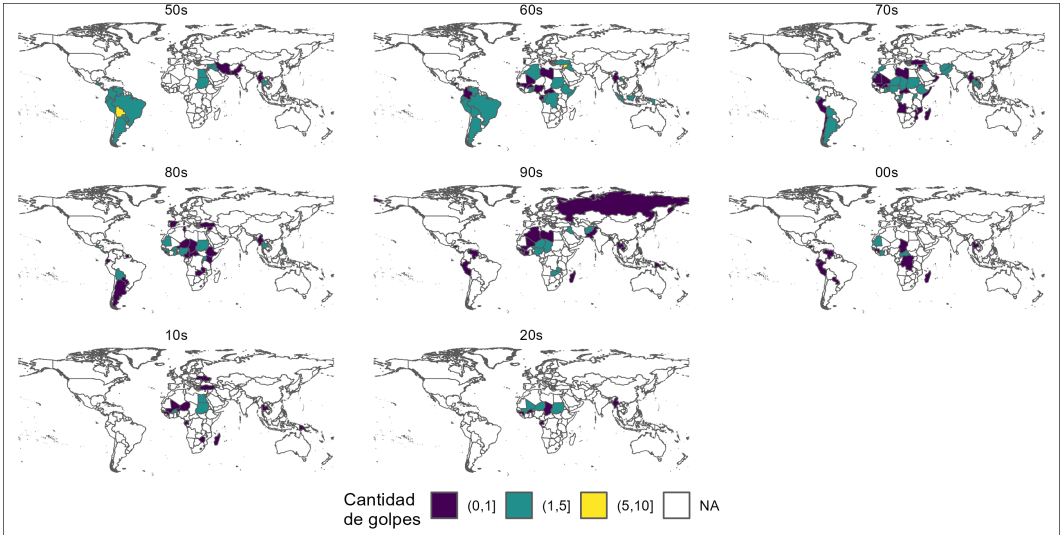 50s
60s
70s
80s
90s
00s
10s
20s
Cantidad
de golpes
(0,1]
(1,5]
(5,10]
NA